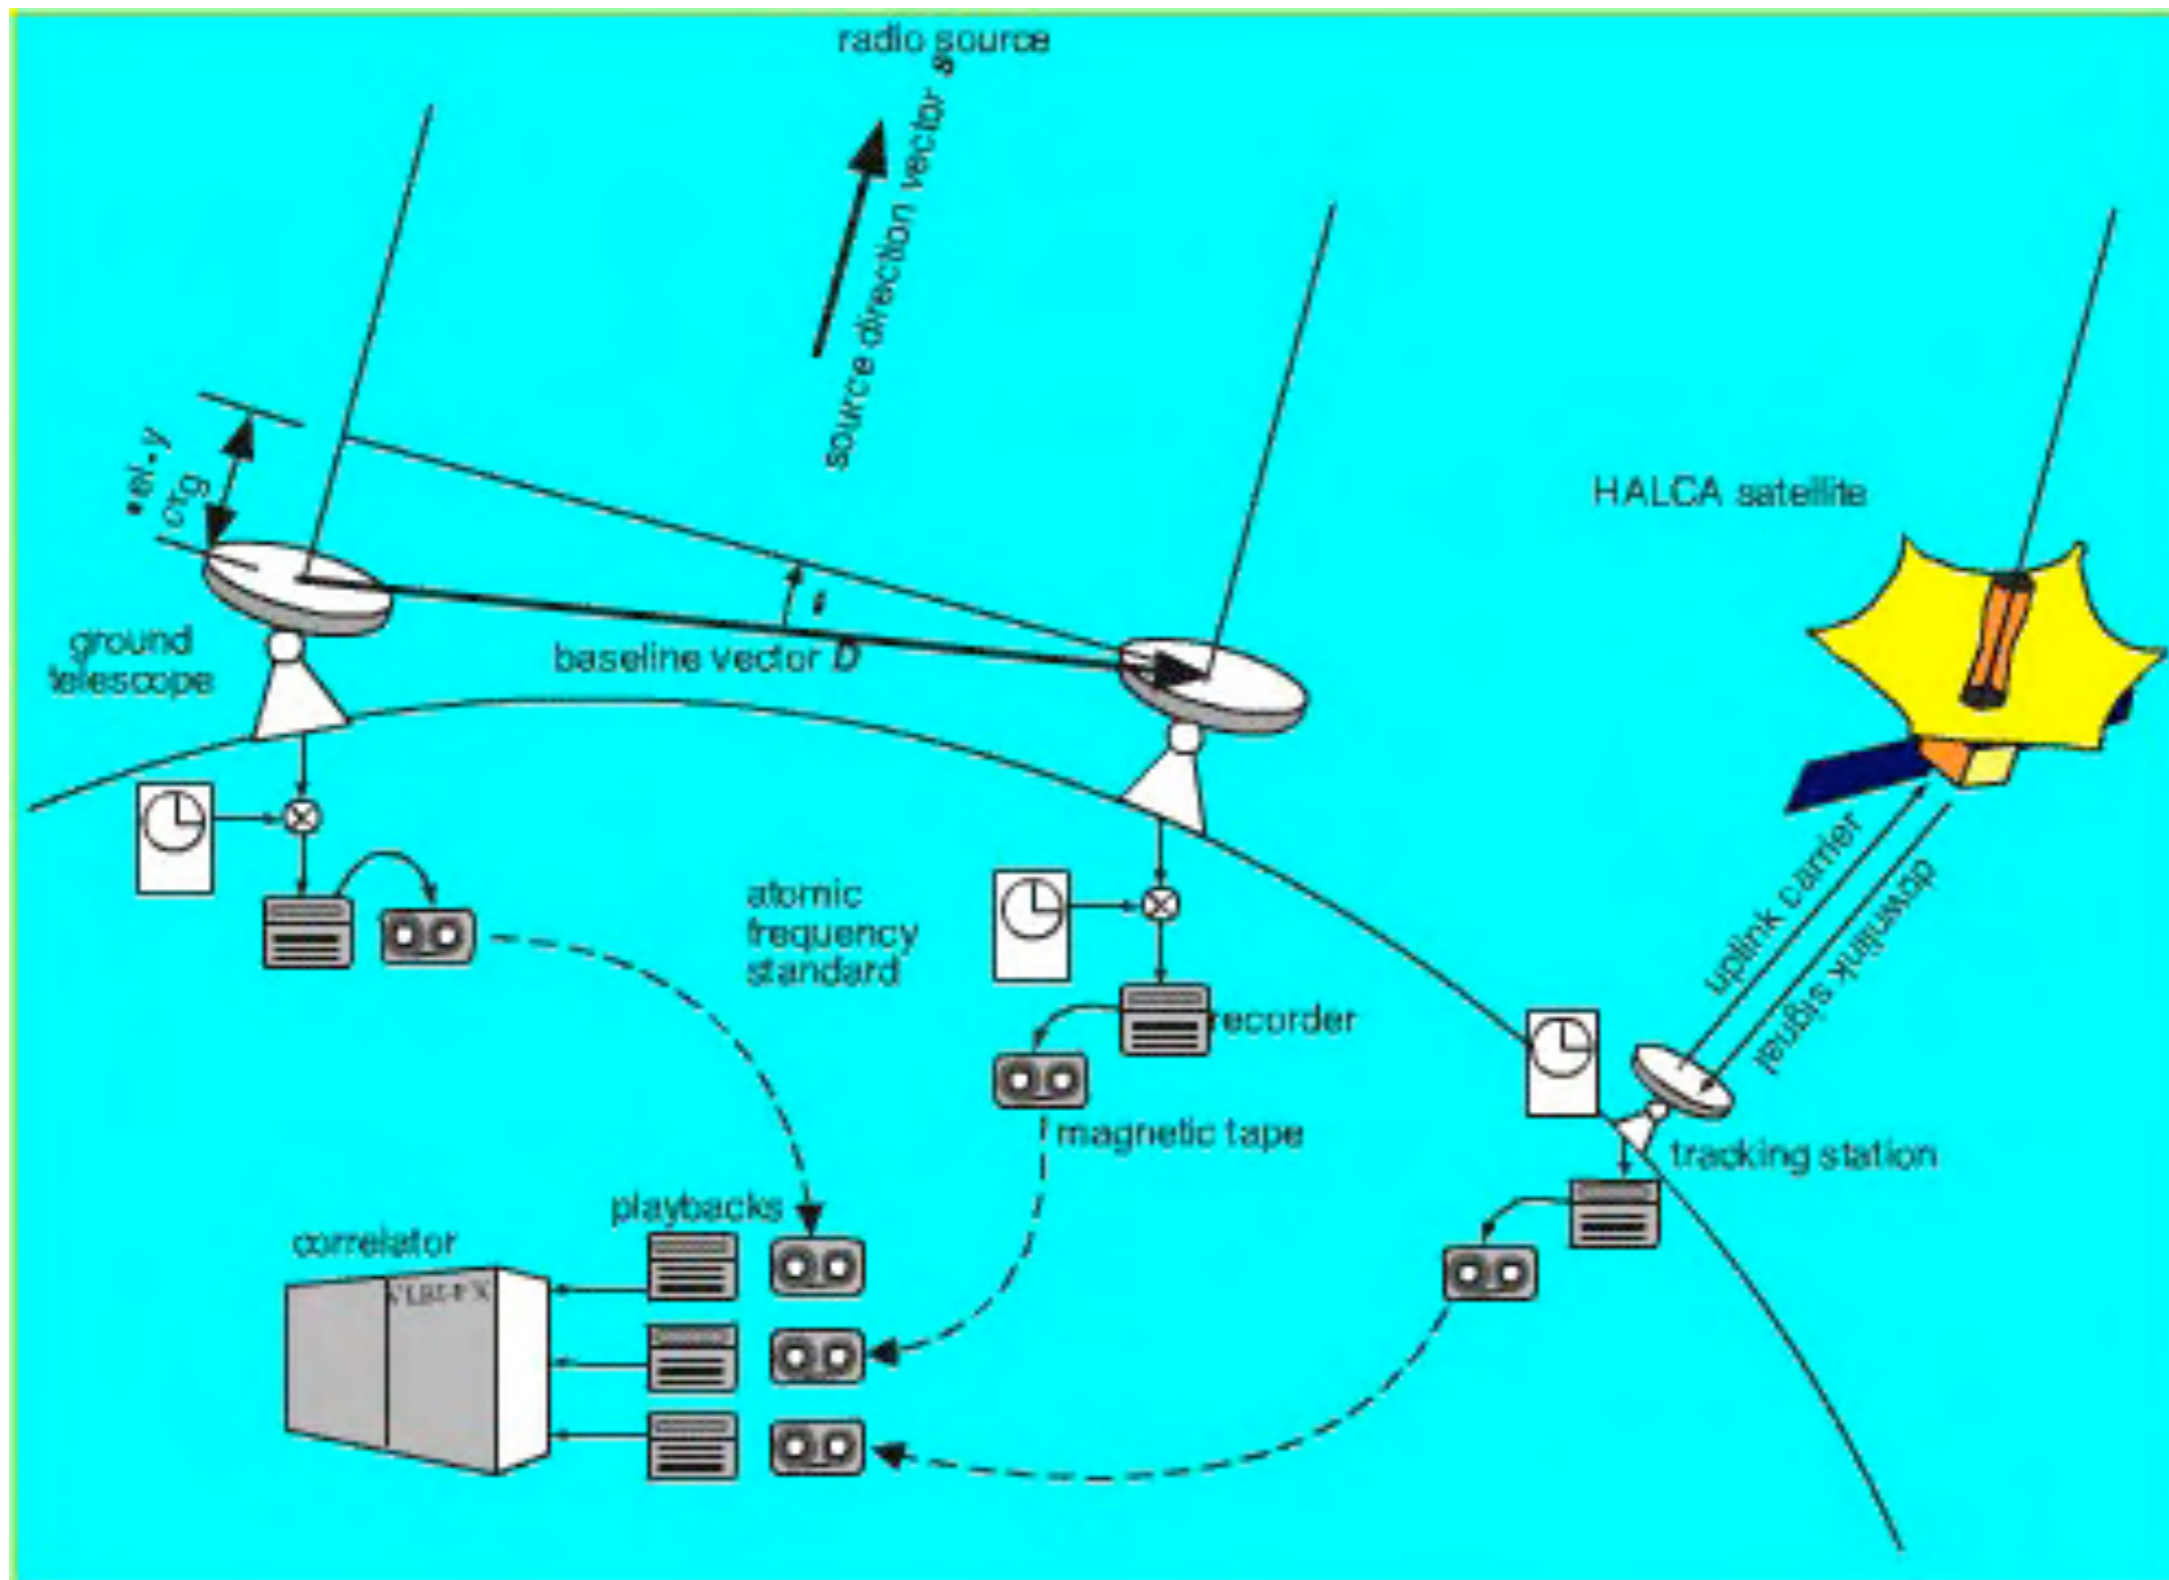 radio source
source direction vector s
HALCA satellite
ground
telescope
baseline vector D
uplink carrier
downlink signal
atomic
frequency
standard
recorder
magnetic tape
tracking station
playbacks
correlator